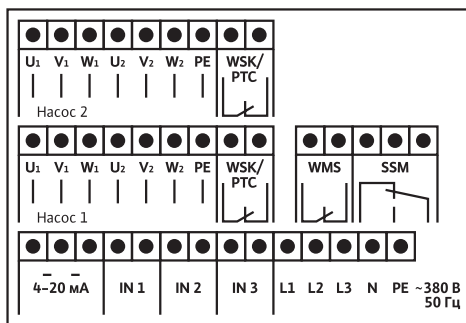 U1 V1 W1 U2 V2 W2 PE WSK/
PTC
Насос 2
U1 V1 W1 U2 V2 W2 PE WSK/
PTC
Насос 1
WMS SSM
4–20 мА IN 1 IN 2 IN 3 L1 L2 L3 N PE ~380 В
50 Гц